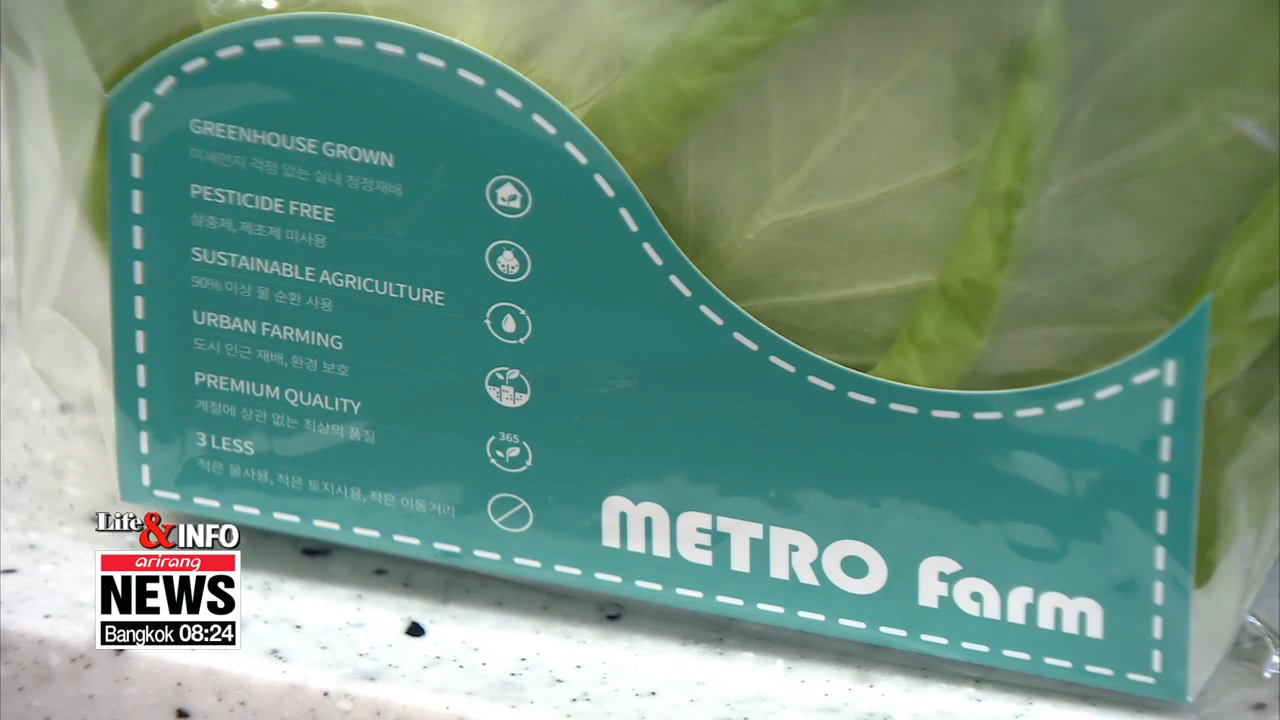 GREENHOUSE GROWN
미세먼지 걱정 없는 실내 청정재배
PESTICIDE FREE
살충제, 제초제 미사용
SUSTAINABLE AGRICULTURE
90% 이상 물 순환 사용
URBAN FARMING
도시 인근 재배, 환경 보호
PREMIUM QUALITY
계절에 상관 없는 최상의 품질
365
3 LESS
적은 물사용, 적은 토지사용, 적은 이동거리
METRO Farm
Life & INFO
arirang
NEWS
Bangkok 08:24